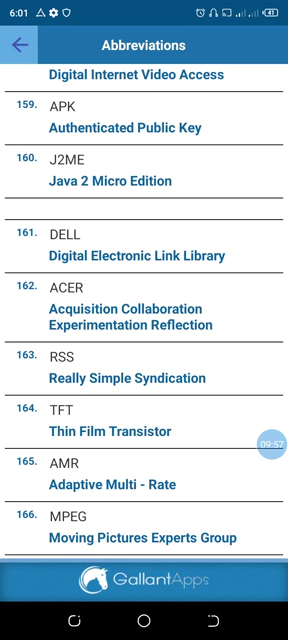 6:01
41
Abbreviations
Digital Internet Video Access
159. APK
Authenticated Public Key
160. J2ME
Java 2 Micro Edition
161. DELL
Digital Electronic Link Library
162. ACER
Acquisition Collaboration
Experimentation Reflection
163. RSS
Really Simple Syndication
164. TFT
Thin Film Transistor
09:57
165. AMR
Adaptive Multi - Rate
166. MPEG
Moving Pictures Experts Group
GallantApps